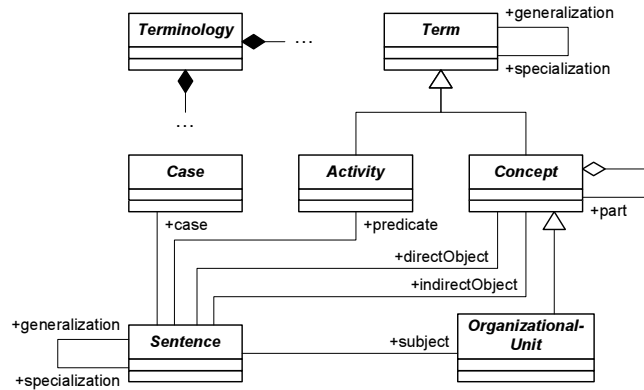 Terminology
...
Term
+generalization
+specialization
...
Case
Activity
Concept
+case
+predicate
+part
+directObject
+indirectObject
+generalization
Sentence
+specialization
+subject
Organizational-
Unit